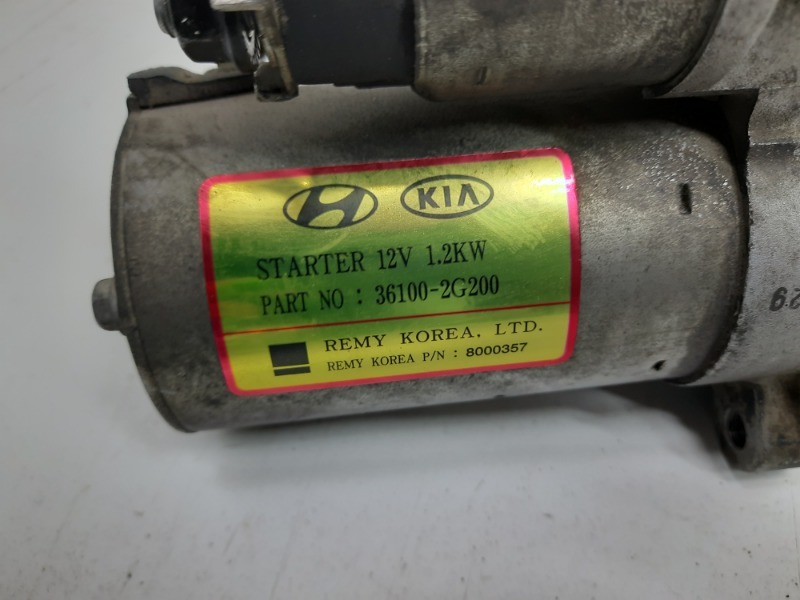 KIA
STARTER 12V 1.2KW
PART NO : 36100-2G200
REMY KOREA, LTD.
REMY KOREA P/N : 8000357